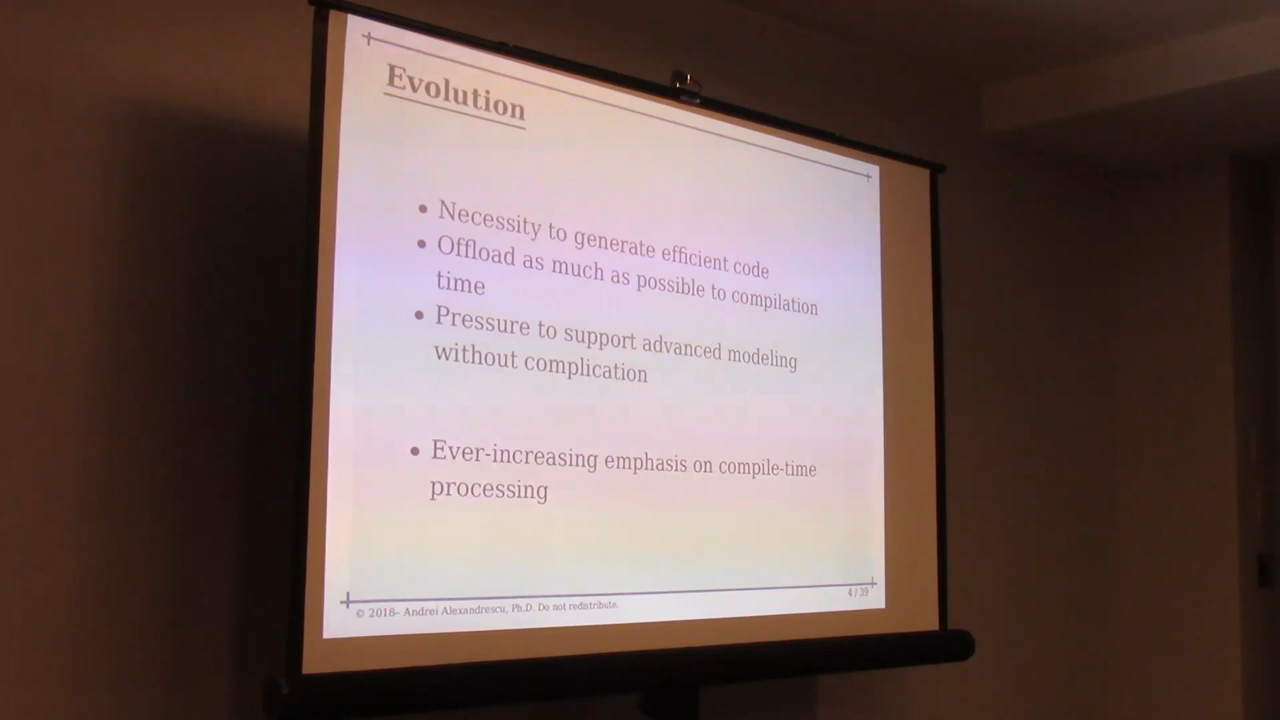 Evolution
• Necessity to generate efficient code
• Offload as much as possible to compilation
time
• Pressure to support advanced modeling
without complication
• Ever-increasing emphasis on compile-time
processing
© 2018– Andrei Alexandrescu, Ph.D. Do not redistribute.
4 / 39